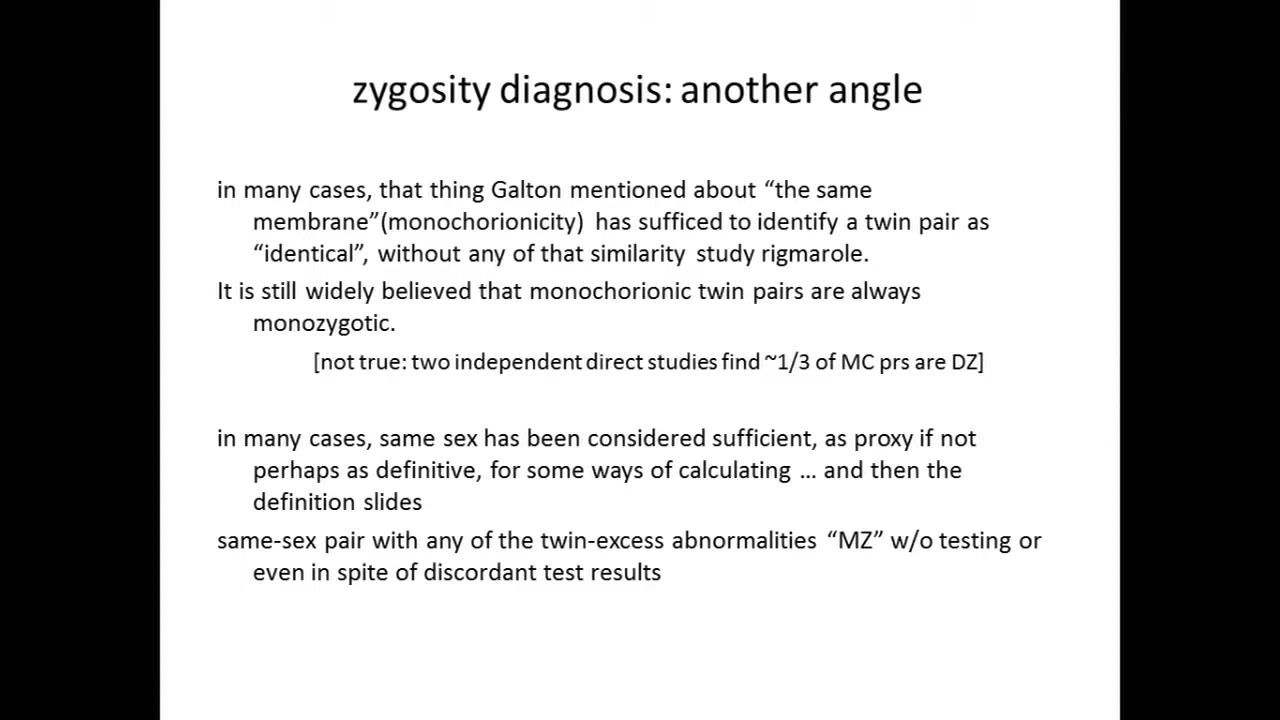 zygosity diagnosis: another angle
in many cases, that thing Galton mentioned about “the same
membrane”(monochorionicity) has sufficed to identify a twin pair as
“identical”, without any of that similarity study rigmarole.
It is still widely believed that monochorionic twin pairs are always
monozygotic.
[not true: two independent direct studies find ~1/3 of MC prs are DZ]
in many cases, same sex has been considered sufficient, as proxy if not
perhaps as definitive, for some ways of calculating … and then the
definition slides
same-sex pair with any of the twin-excess abnormalities “MZ” w/o testing or
even in spite of discordant test results